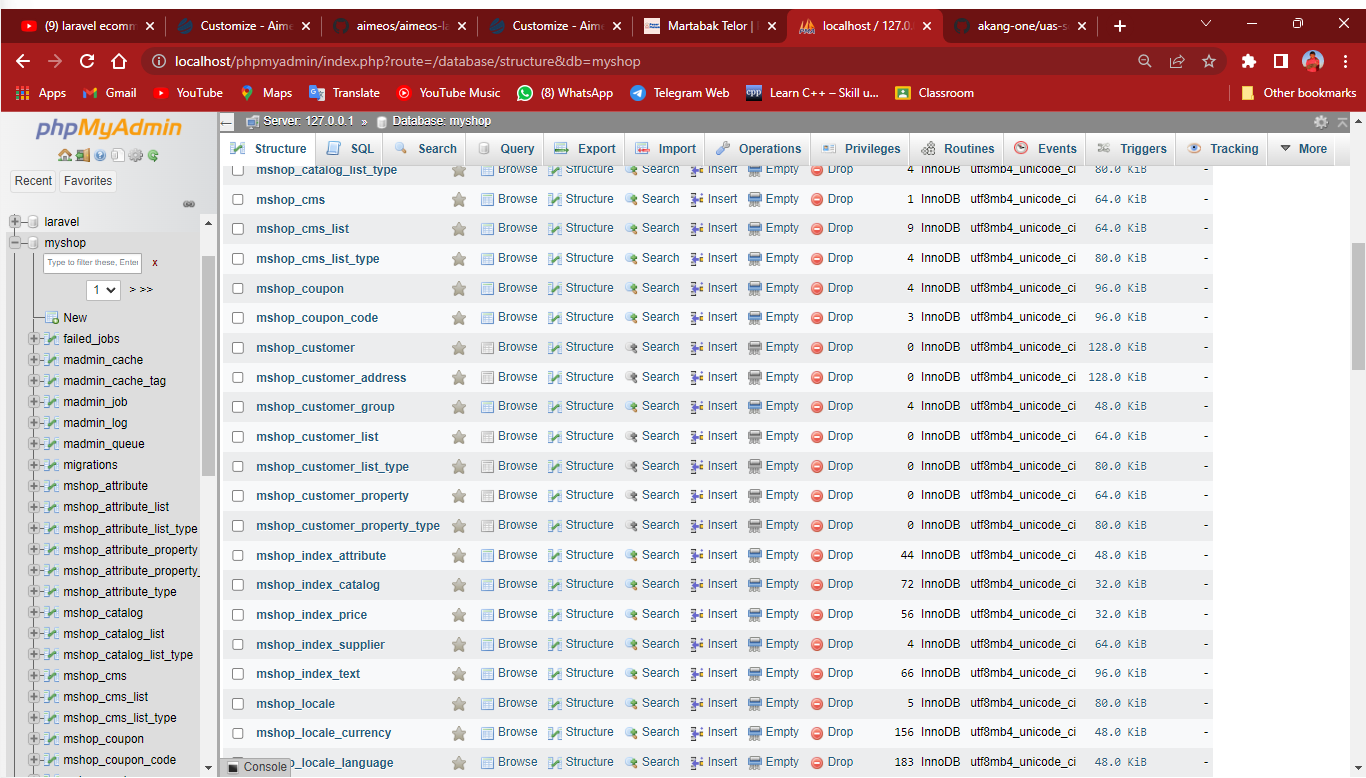 (9) laravel ecomm
Customize - Aime
aimeos/aimeos-la
Customize - Aime
Martabak Telor |
localhost / 127.0.
akang-one/uas-s
localhost/phpmyadmin/index.php?route=/database/structure&db=myshop
Apps Gmail YouTube Maps Translate YouTube Music (8) WhatsApp Telegram Web Learn C++ – Skill u... Classroom Other bookmarks
phpMyAdmin
Recent Favorites
laravel
myshop
Type to filter these, Enter x
1 > >>
New
failed_jobs
madmin_cache
madmin_cache_tag
madmin_job
madmin_log
madmin_queue
migrations
mshop_attribute
mshop_attribute_list
mshop_attribute_list_type
mshop_attribute_property
mshop_attribute_property_
mshop_attribute_type
mshop_catalog
mshop_catalog_list
mshop_catalog_list_type
mshop_cms
mshop_cms_list
mshop_cms_list_type
mshop_coupon
mshop_coupon_code
Server: 127.0.0.1 » Database: myshop
Structure SQL Search Query Export Import Operations Privileges Routines Events Triggers Tracking More
mshop_catalog_list_type Browse Structure Search Insert Empty Drop 4 InnoDB utf8mb4_unicode_ci 80.0 KiB -
mshop_cms Browse Structure Search Insert Empty Drop 1 InnoDB utf8mb4_unicode_ci 64.0 KiB -
mshop_cms_list Browse Structure Search Insert Empty Drop 9 InnoDB utf8mb4_unicode_ci 64.0 KiB -
mshop_cms_list_type Browse Structure Search Insert Empty Drop 4 InnoDB utf8mb4_unicode_ci 80.0 KiB -
mshop_coupon Browse Structure Search Insert Empty Drop 4 InnoDB utf8mb4_unicode_ci 96.0 KiB -
mshop_coupon_code Browse Structure Search Insert Empty Drop 3 InnoDB utf8mb4_unicode_ci 96.0 KiB -
mshop_customer Browse Structure Search Insert Empty Drop 0 InnoDB utf8mb4_unicode_ci 128.0 KiB -
mshop_customer_address Browse Structure Search Insert Empty Drop 0 InnoDB utf8mb4_unicode_ci 128.0 KiB -
mshop_customer_group Browse Structure Search Insert Empty Drop 4 InnoDB utf8mb4_unicode_ci 48.0 KiB -
mshop_customer_list Browse Structure Search Insert Empty Drop 0 InnoDB utf8mb4_unicode_ci 64.0 KiB -
mshop_customer_list_type Browse Structure Search Insert Empty Drop 0 InnoDB utf8mb4_unicode_ci 80.0 KiB -
mshop_customer_property Browse Structure Search Insert Empty Drop 0 InnoDB utf8mb4_unicode_ci 64.0 KiB -
mshop_customer_property_type Browse Structure Search Insert Empty Drop 0 InnoDB utf8mb4_unicode_ci 80.0 KiB -
mshop_index_attribute Browse Structure Search Insert Empty Drop 44 InnoDB utf8mb4_unicode_ci 48.0 KiB -
mshop_index_catalog Browse Structure Search Insert Empty Drop 72 InnoDB utf8mb4_unicode_ci 32.0 KiB -
mshop_index_price Browse Structure Search Insert Empty Drop 56 InnoDB utf8mb4_unicode_ci 32.0 KiB -
mshop_index_supplier Browse Structure Search Insert Empty Drop 4 InnoDB utf8mb4_unicode_ci 64.0 KiB -
mshop_index_text Browse Structure Search Insert Empty Drop 66 InnoDB utf8mb4_unicode_ci 96.0 KiB -
mshop_locale Browse Structure Search Insert Empty Drop 5 InnoDB utf8mb4_unicode_ci 80.0 KiB -
mshop_locale_currency Browse Structure Search Insert Empty Drop 156 InnoDB utf8mb4_unicode_ci 48.0 KiB -
p_locale_language Browse Structure Search Insert Empty Drop 183 InnoDB utf8mb4_unicode_ci 48.0 KiB -
Console